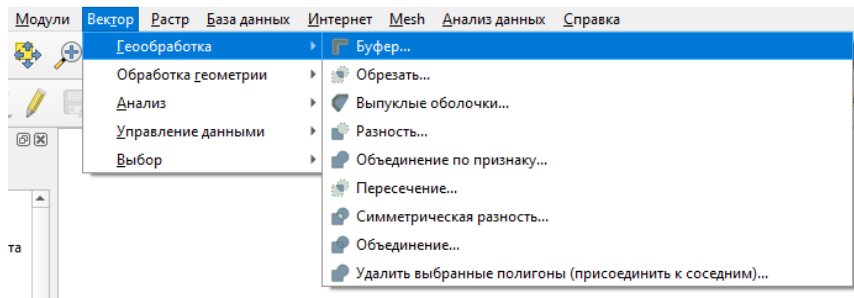 Модули Вектор Растр База данных Интернет Mesh Анализ данных Справка
Геообработка
Обработка геометрии
Анализ
Управление данными
Выбор
Буфер...
Обрезать...
Выпуклые оболочки...
Разность...
Объединение по признаку...
Пересечение...
Симметрическая разность...
Объединение...
Удалить выбранные полигоны (присоединить к соседним)...
та